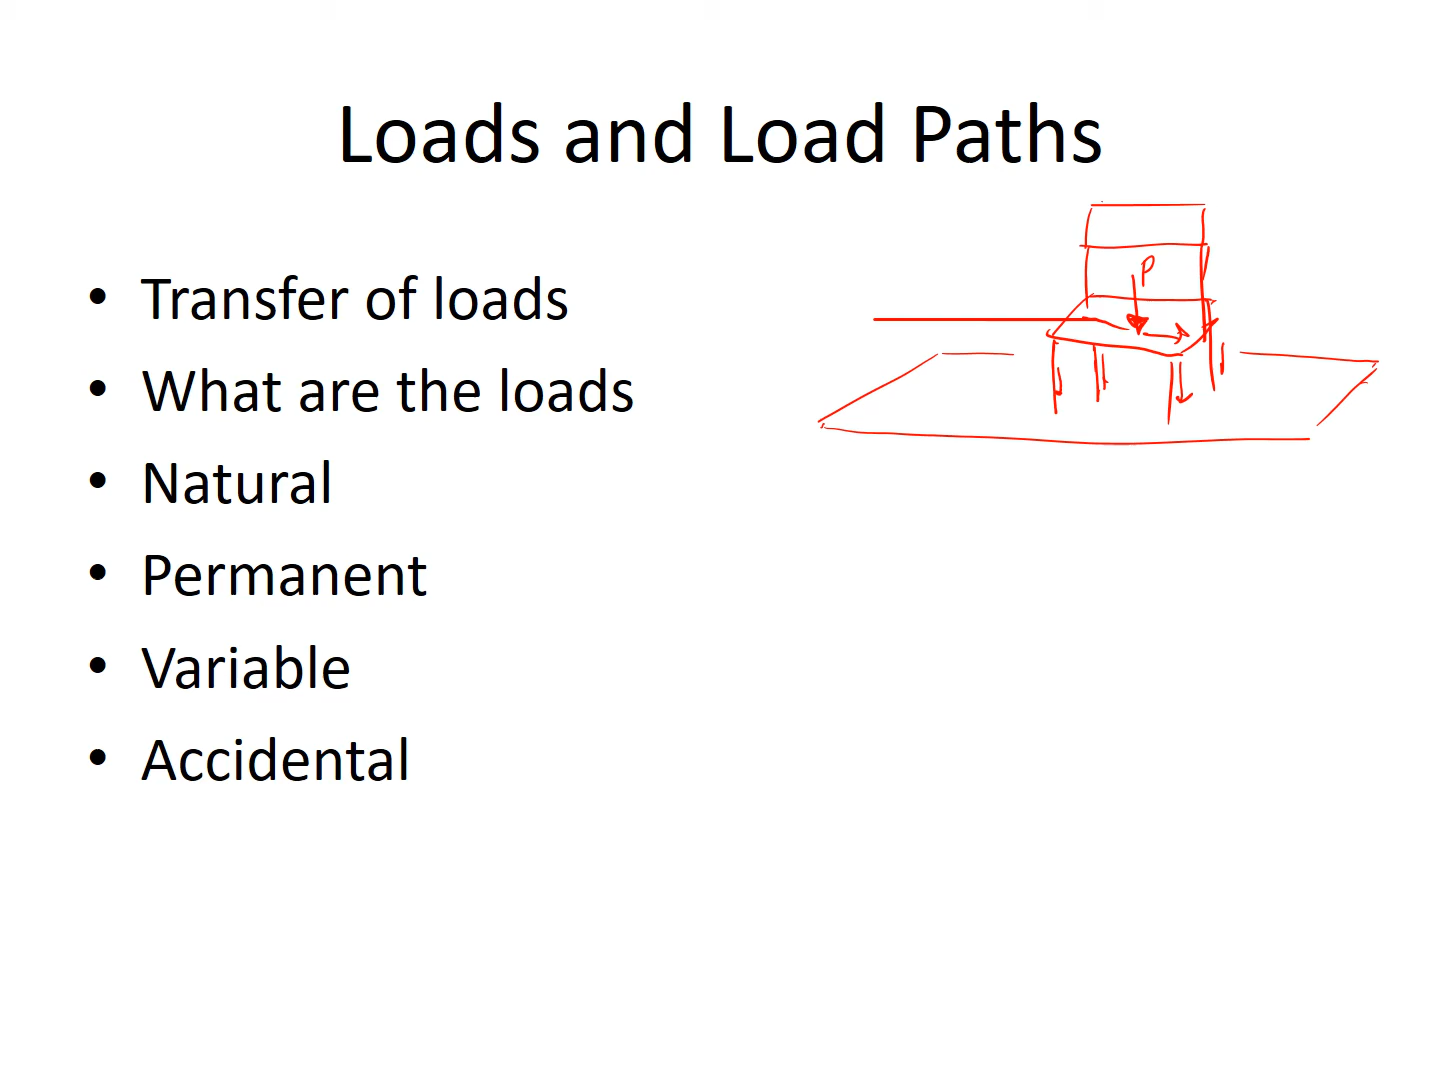 Loads and Load Paths
• Transfer of loads
• What are the loads
• Natural
• Permanent
• Variable
• Accidental
P